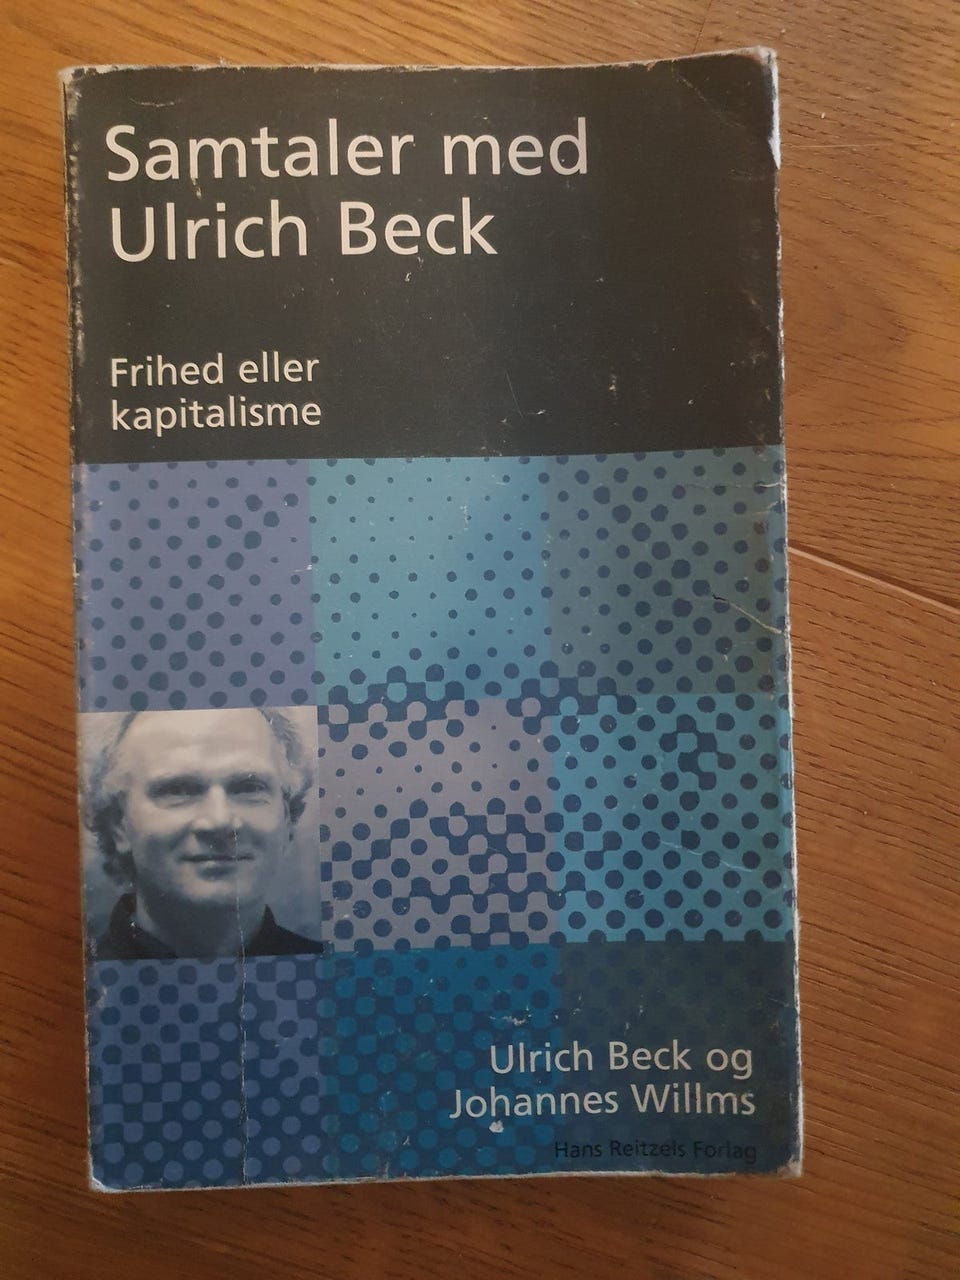 Samtaler med
Ulrich Beck
Frihed eller
kapitalisme
Ulrich Beck og
Johannes Willms
Hans Reitzels Forlag